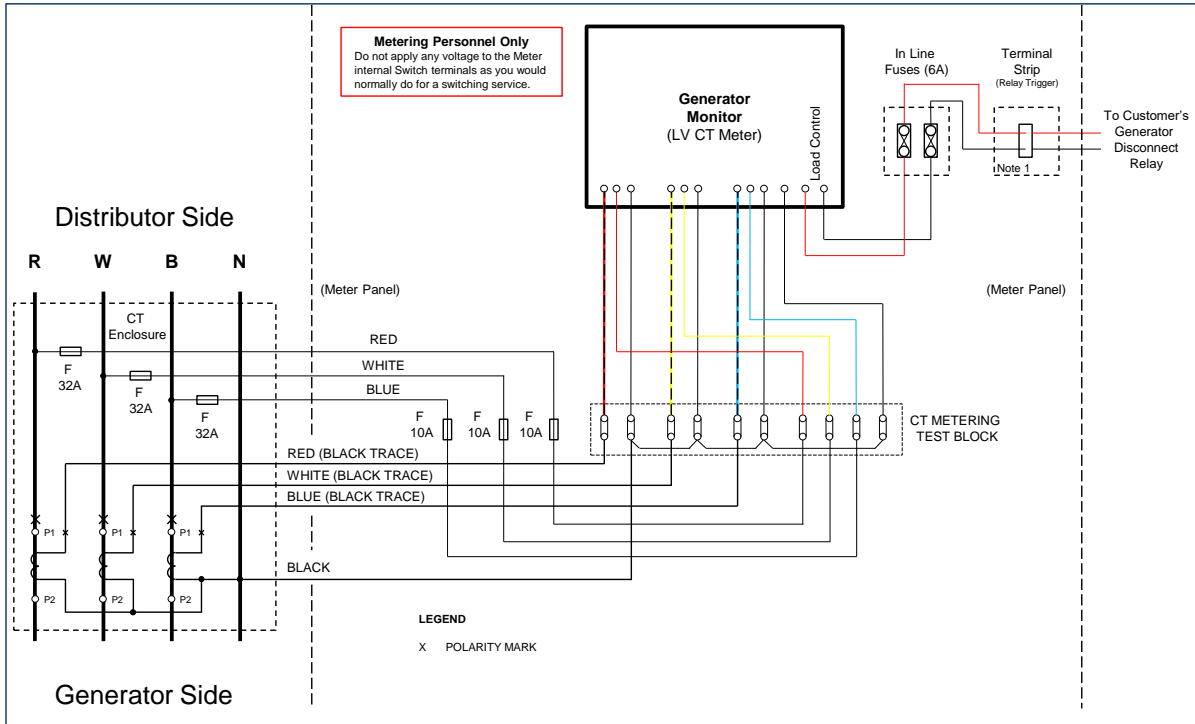 Metering Personnel Only
Do not apply any voltage to the Meter
internal Switch terminals as you would
normally do for a switching service.
Generator
Monitor
(LV CT Meter)
Load Control
In Line
Fuses (6A)
Terminal
Strip
(Relay Trigger)
Note 1
To Customer's
Generator
Disconnect
Relay
Distributor Side
R W B N
(Meter Panel)
(Meter Panel)
CT
Enclosure
F
32A
F
32A
F
32A
RED
WHITE
BLUE
F
10A
F
10A
F
10A
CT METERING
TEST BLOCK
RED (BLACK TRACE)
WHITE (BLACK TRACE)
BLUE (BLACK TRACE)
P1 P1 P1
BLACK
P2 P2 P2
LEGEND
X POLARITY MARK
Generator Side